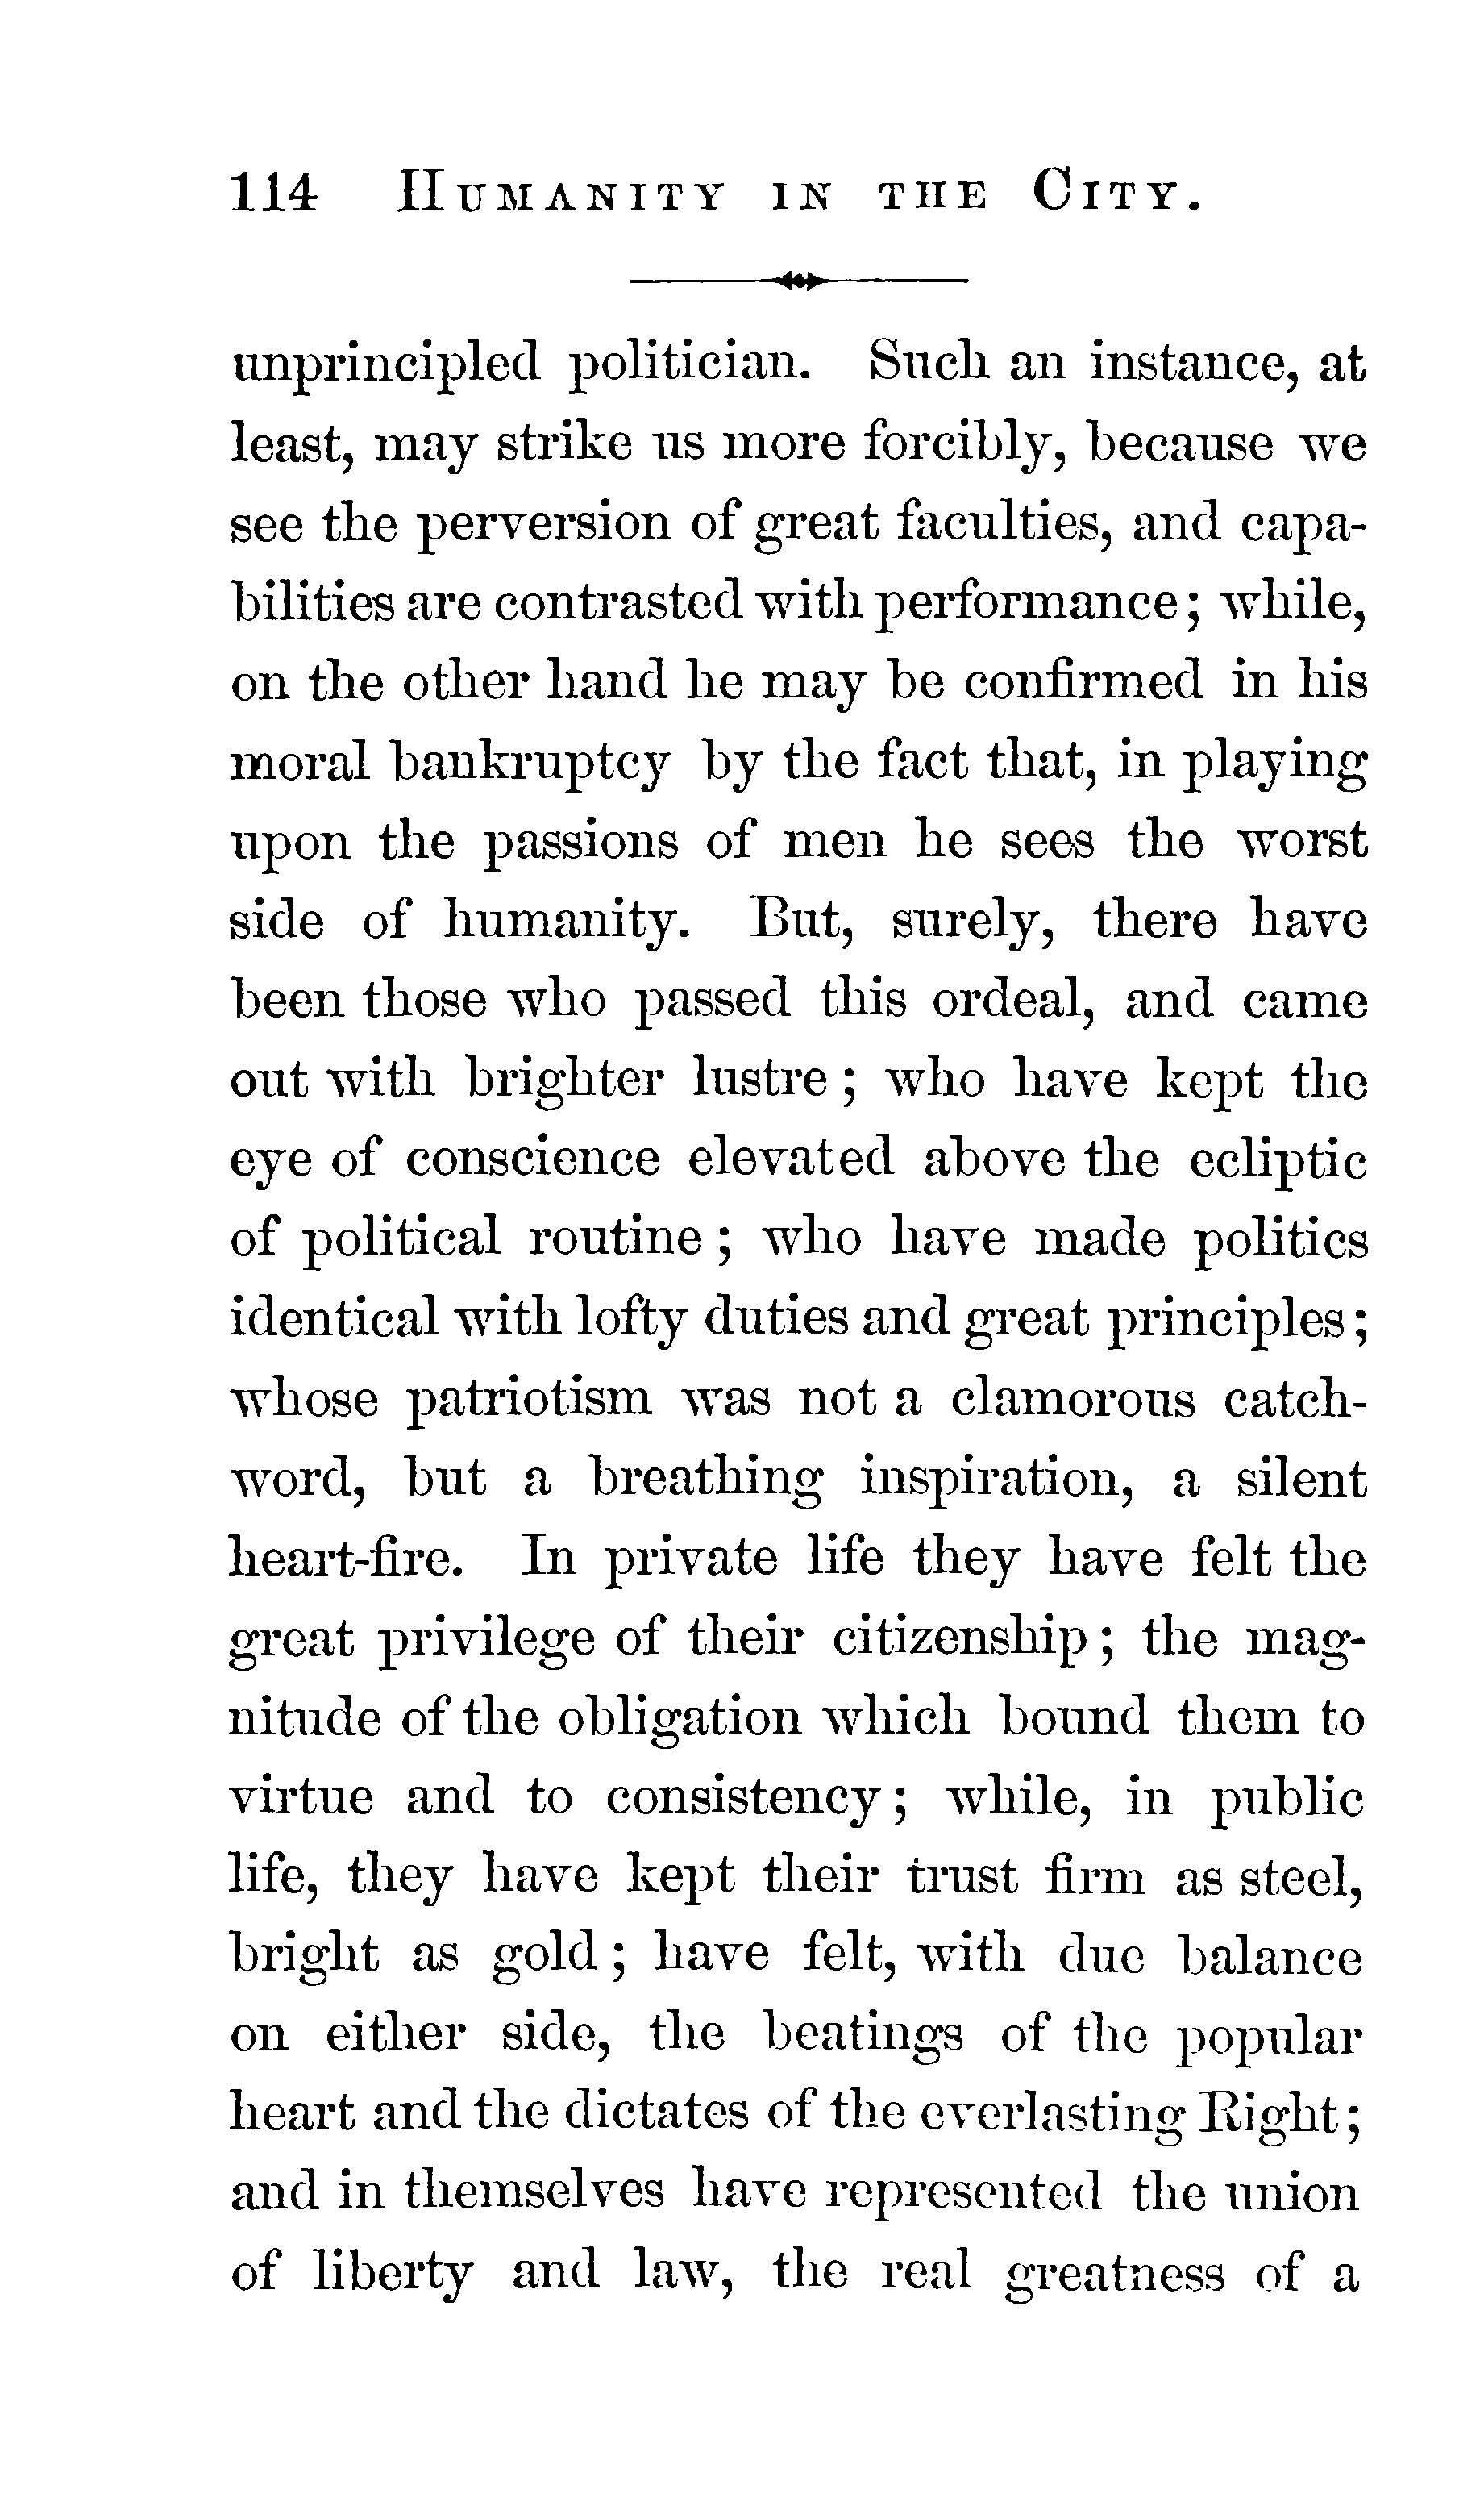 114 Humanity in the City.
unprincipled politician. Such an instance, at
least, may strike us more forcibly, because we
see the perversion of great faculties, and capa-
bilities are contrasted with performance; while,
on the other hand he may be confirmed in his
moral bankruptcy by the fact that, in playing
upon the passions of men he sees the worst
side of humanity. But, surely, there have
been those who passed this ordeal, and came
out with brighter lustre; who have kept the
eye of conscience elevated above the ecliptic
of political routine; who have made politics
identical with lofty duties and great principles;
whose patriotism was not a clamorous catch-
word, but a breathing inspiration, a silent
heart-fire. In private life they have felt the
great privilege of their citizenship; the mag-
nitude of the obligation which bound them to
virtue and to consistency; while, in public
life, they have kept their trust firm as steel,
bright as gold; have felt, with due balance
on either side, the beatings of the popular
heart and the dictates of the everlasting Right;
and in themselves have represented the union
of liberty and law, the real greatness of a